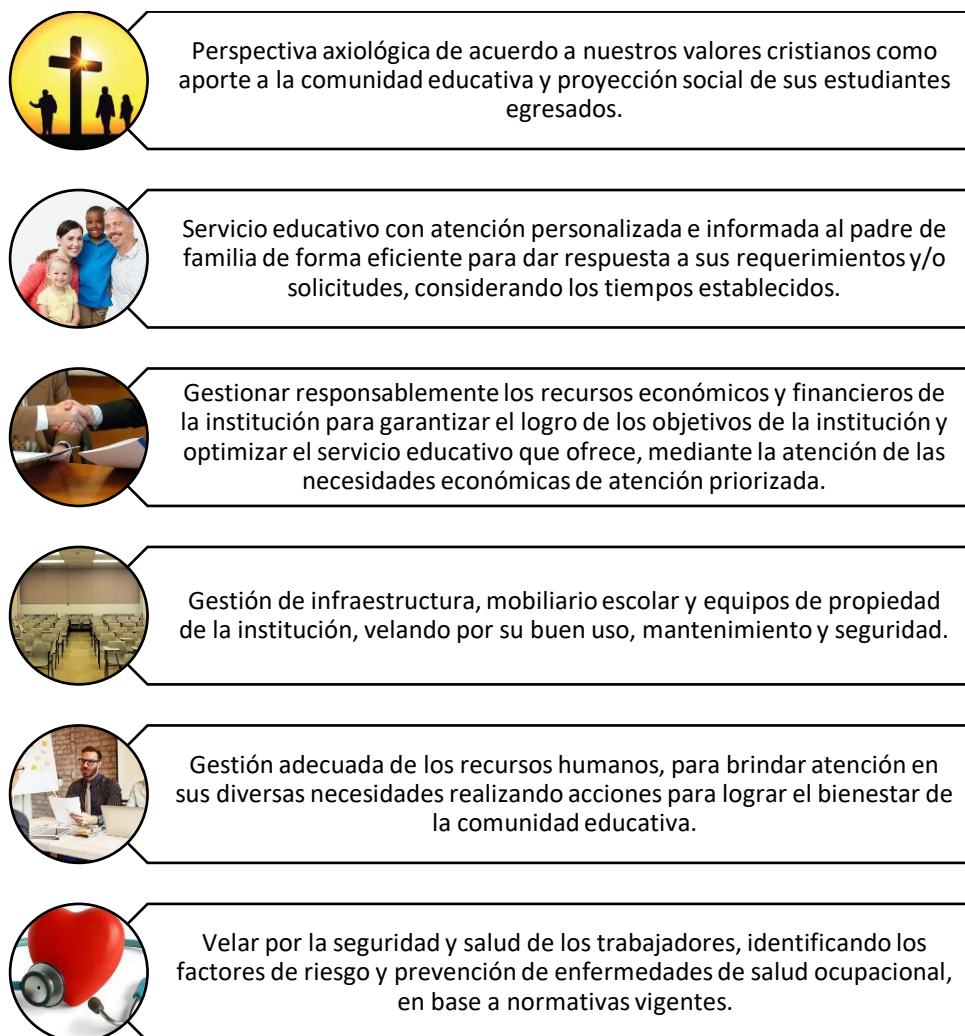 Perspectiva axiológica de acuerdo a nuestros valores cristianos como
aporte a la comunidad educativa y proyección social de sus estudiantes
egresados.
Servicio educativo con atención personalizada e informada al padre de
familia de forma eficiente para dar respuesta a sus requerimientos y/o
solicitudes, considerando los tiempos establecidos.
Gestionar responsablemente los recursos económicos y financieros de
la institución para garantizar el logro de los objetivos de la institución y
optimizar el servicio educativo que ofrece, mediante la atención de las
necesidades económicas de atención priorizada.
Gestión de infraestructura, mobiliario escolar y equipos de propiedad
de la institución, velando por su buen uso, mantenimiento y seguridad.
Gestión adecuada de los recursos humanos, para brindar atención en
sus diversas necesidades realizando acciones para lograr el bienestar de
la comunidad educativa.
Velar por la seguridad y salud de los trabajadores, identificando los
factores de riesgo y prevención de enfermedades de salud ocupacional,
en base a normativas vigentes.